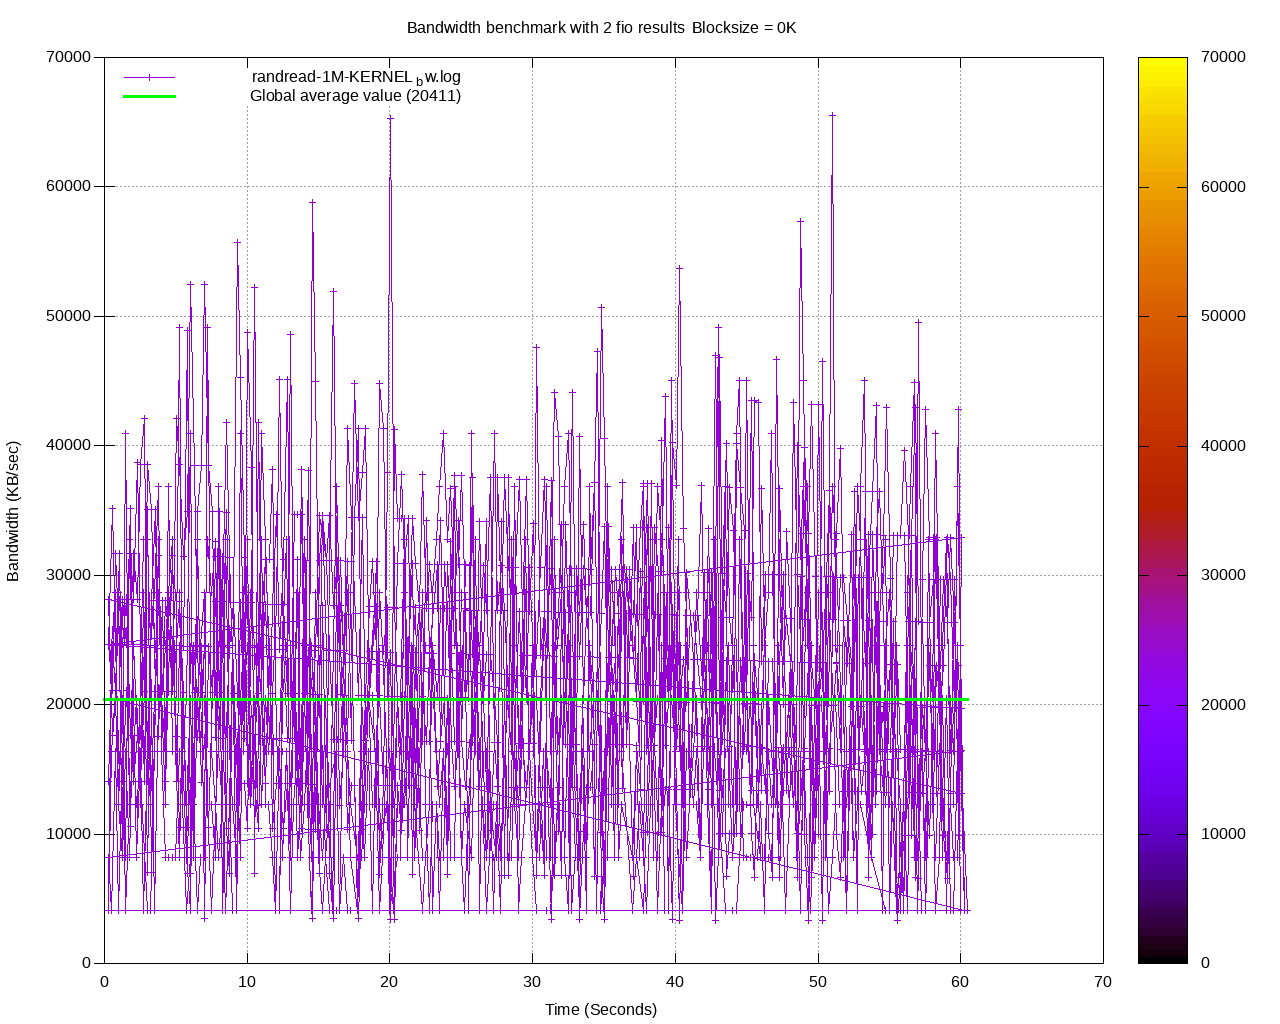 Bandwidth benchmark with 2 fio results Blocksize = 0K
randread-1M-KERNEL_bw.log
Global average value (20411)
Bandwidth (KB/sec)
70000
60000
50000
40000
30000
20000
10000
0
0 10 20 30 40 50 60 70
Time (Seconds)
70000
60000
50000
40000
30000
20000
10000
0